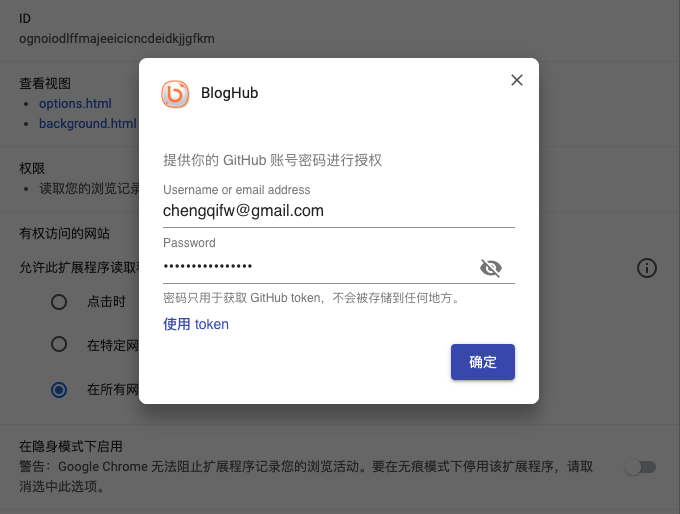 ID
ognoiodlffmajeeicicncdeidkjjgfkm
查看视图
options.html
background.html
权限
读取您的浏览记录
有权访问的网站
允许此扩展程序读取
点击时
在特定网
在所有网
BlogHub
提供你的 GitHub 账号密码进行授权
Username or email address
chengqifw@gmail.com
Password
••••••••••••••••
密码只用于获取 GitHub token，不会被存储到任何地方。
使用 token
确定
在隐身模式下启用
警告：Google Chrome 无法阻止扩展程序记录您的浏览活动。要在无痕模式下停用该扩展程序，请取
消选中此选项。